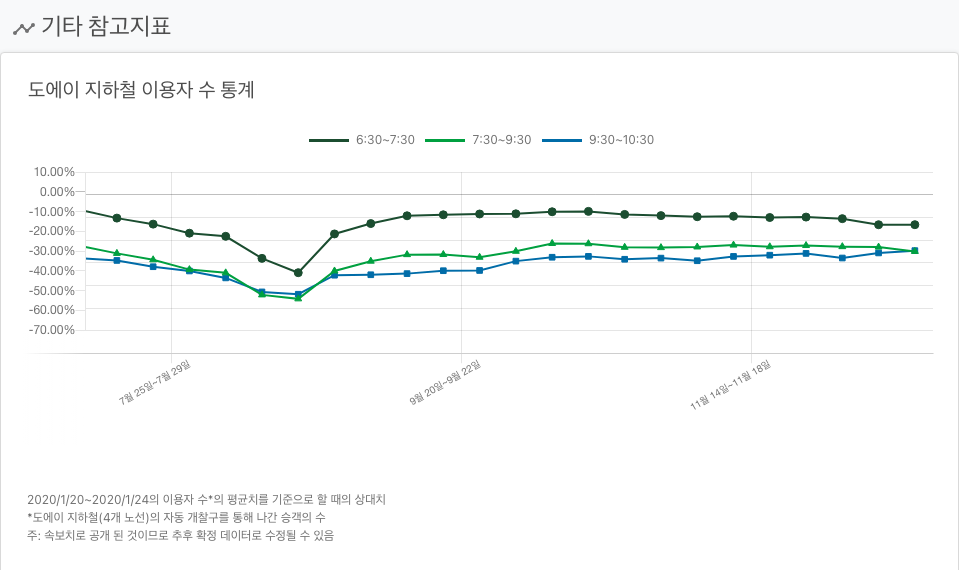 기타 참고지표
도에이 지하철 이용자 수 통계
6:30~7:30 7:30~9:30 9:30~10:30
10.00%
0.00%
-10.00%
-20.00%
-30.00%
-40.00%
-50.00%
-60.00%
-70.00%
7월 25일~7월 29일
9월 20일~9월 22일
11월 14일~11월 18일
2020/1/20~2020/1/24의 이용자 수*의 평균치를 기준으로 할 때의 상대치
*도에이 지하철(4개 노선)의 자동 개찰구를 통해 나간 승객의 수
주: 속보치로 공개 된 것이므로 추후 확정 데이터로 수정될 수 있음